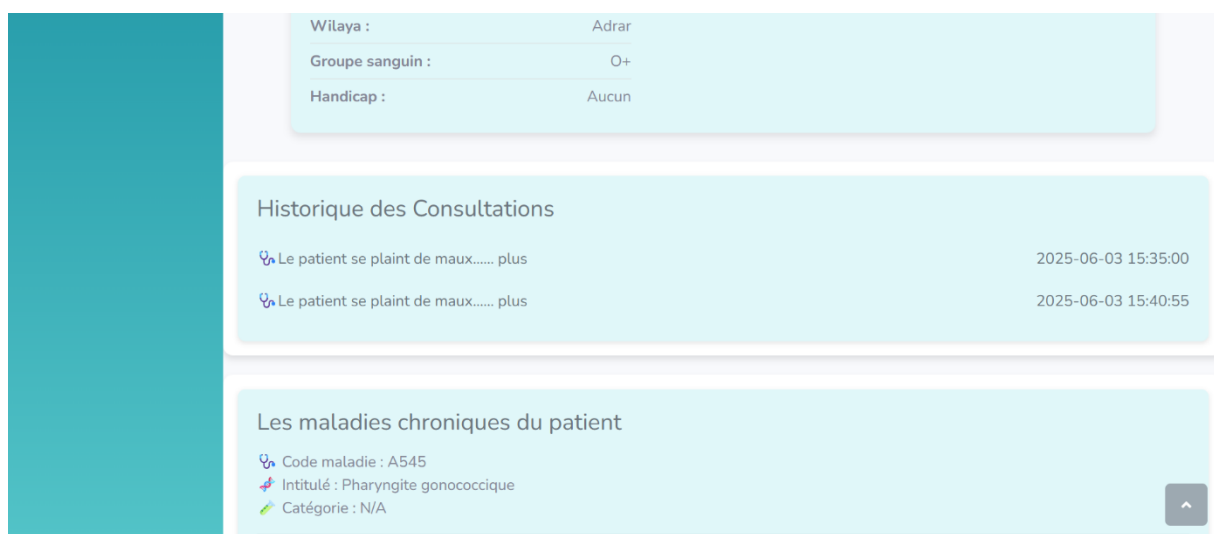 Wilaya : Adrar
Groupe sanguin : O+
Handicap : Aucun
Historique des Consultations
Le patient se plaint de maux...... plus 2025-06-03 15:35:00
Le patient se plaint de maux...... plus 2025-06-03 15:40:55
Les maladies chroniques du patient
Code maladie : A545
Intitulé : Pharyngite gonococcique
Catégorie : N/A